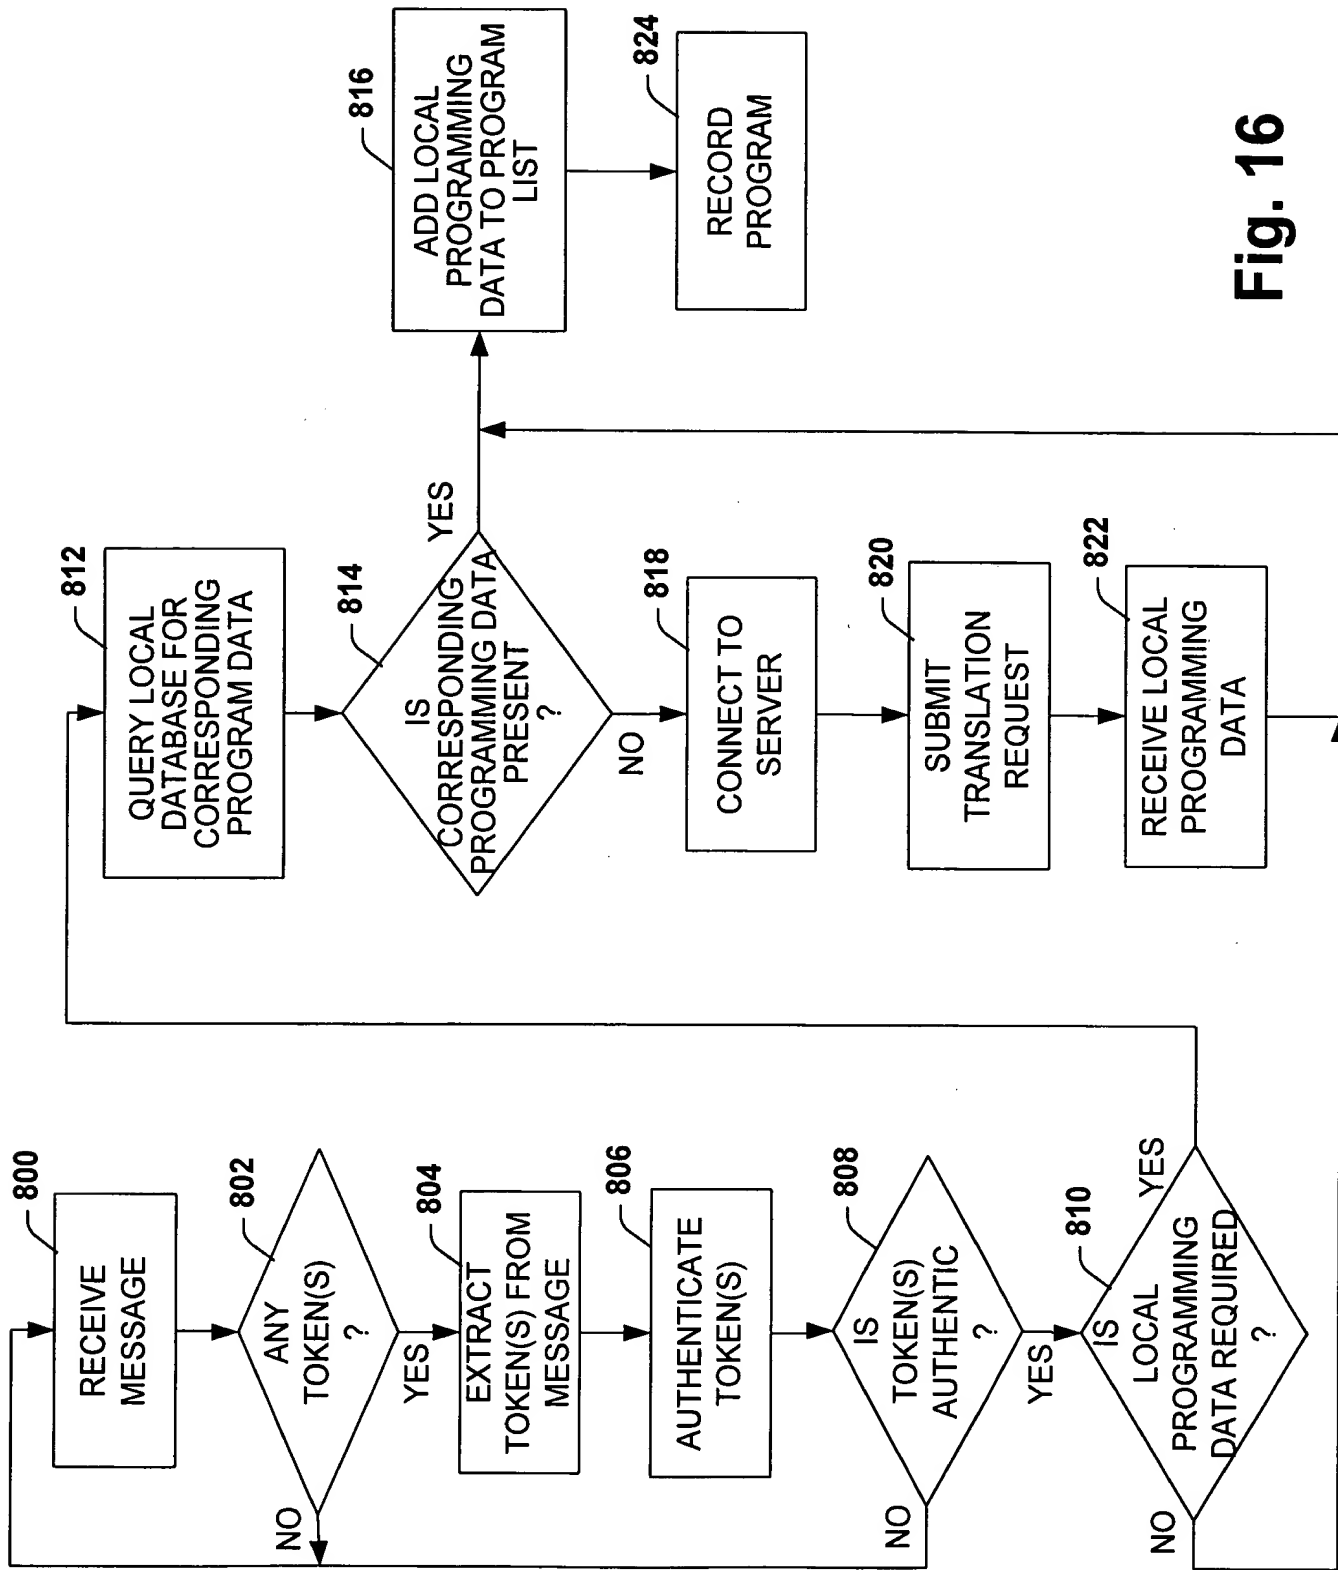 800
RECEIVE
MESSAGE
802
ANY
TOKEN(S)
?
NO
YES
804
EXTRACT
TOKEN(S) FROM
MESSAGE
806
AUTHENTICATE
TOKEN(S)
808
IS
TOKEN(S)
AUTHENTIC
?
NO
YES
810
IS
LOCAL
PROGRAMMING
DATA REQUIRED
?
NO
YES
812
QUERY LOCAL
DATABASE FOR
CORRESPONDING
PROGRAM DATA
814
IS
CORRESPONDING
PROGRAMMING DATA
PRESENT
?
YES
NO
818
CONNECT TO
SERVER
820
SUBMIT
TRANSLATION
REQUEST
822
RECEIVE LOCAL
PROGRAMMING
DATA
816
ADD LOCAL
PROGRAMMING
DATA TO PROGRAM
LIST
824
RECORD
PROGRAM
Fig. 16